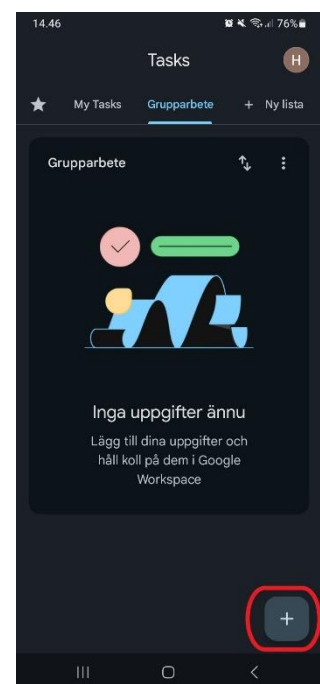 14.46 76%
Tasks
H
My Tasks Grupparbete + Ny lista
Grupparbete
Inga uppgifter ännu
Lägg till dina uppgifter och
håll koll på dem i Google
Workspace
+